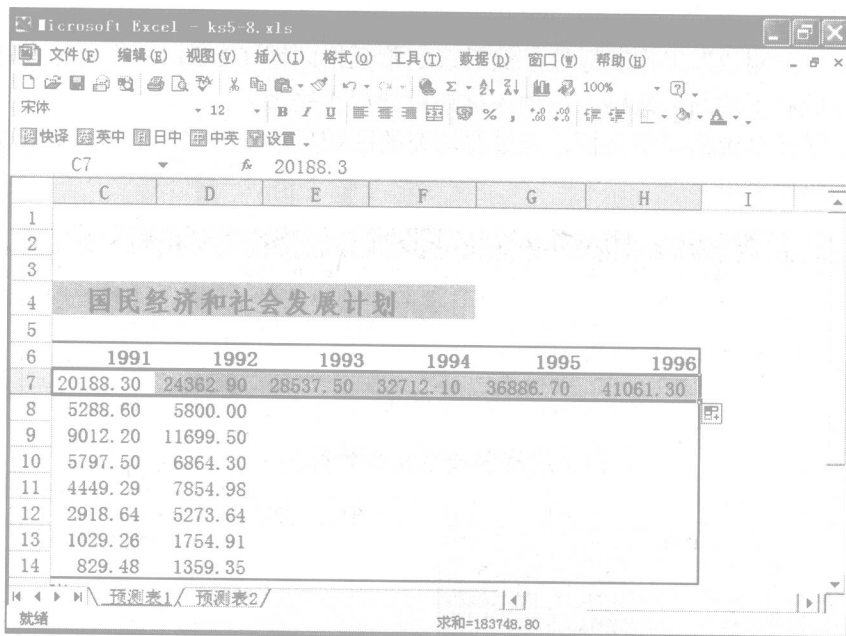 Microsoft Excel - ks5-8.xls
文件(F) 编辑(E) 视图(V) 插入(I) 格式(O) 工具(T) 数据(D) 窗口(W) 帮助(H)
100%
宋体 12 B I U % ,
快译 英中 日中 中英 设置
C7 fx 20188.3
C D E F G H I
1
2
3
4 国民经济和社会发展计划
5
6 1991 1992 1993 1994 1995 1996
7 20188.30 24362.90 28537.50 32712.10 36886.70 41061.30
8 5288.60 5800.00
9 9012.20 11699.50
10 5797.50 6864.30
11 4449.29 7854.98
12 2918.64 5273.64
13 1029.26 1754.91
14 829.48 1359.35
预测表1 预测表2
就绪 求和=183748.80